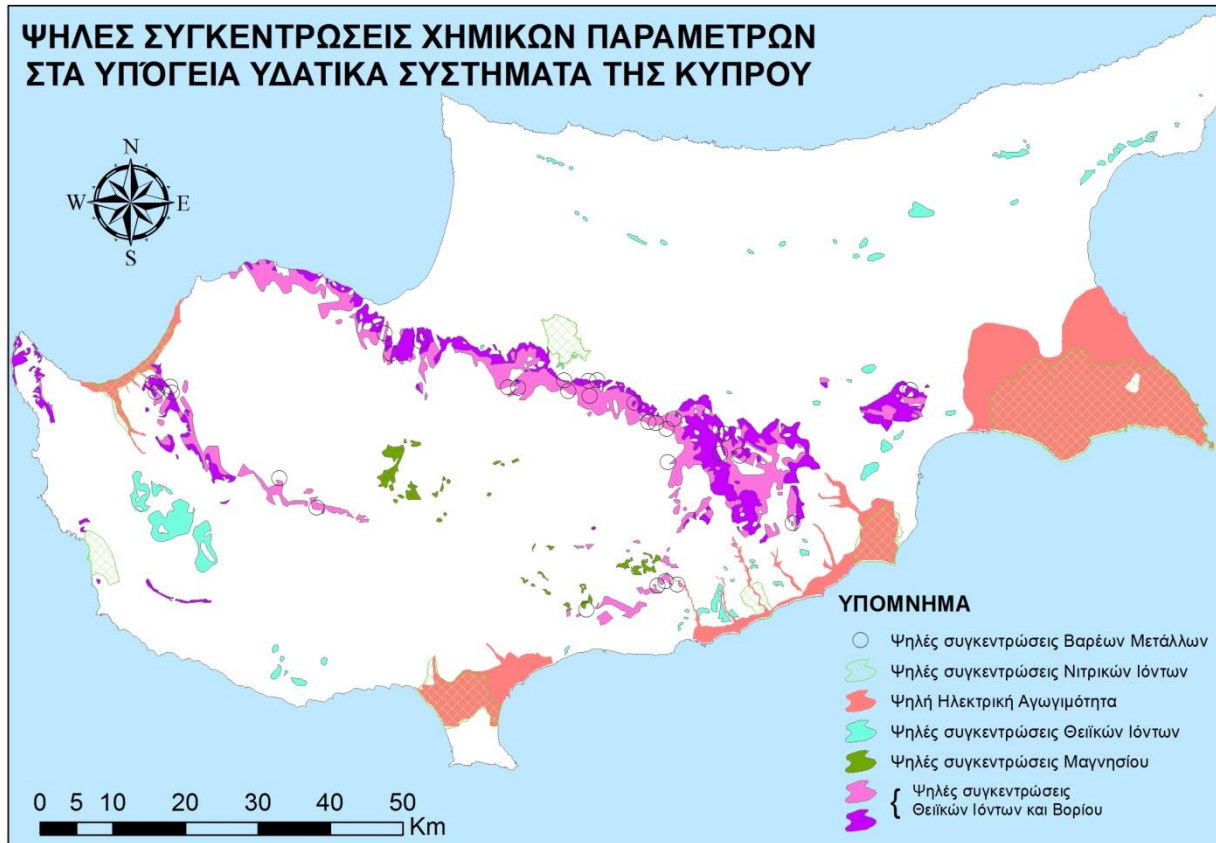 ΨΗΛΕΣ ΣΥΓΚΕΝΤΡΩΣΕΙΣ ΧΗΜΙΚΩΝ ΠΑΡΑΜΕΤΡΩΝ
ΣΤΑ ΥΠΌΓΕΙΑ ΥΔΑΤΙΚΑ ΣΥΣΤΗΜΑΤΑ ΤΗΣ ΚΥΠΡΟΥ
N
W E
S
ΥΠΟΜΝΗΜΑ
Ψηλές συγκεντρώσεις Βαρέων Μετάλλων
Ψηλές συγκεντρώσεις Νιτρικών Ιόντων
Ψηλή Ηλεκτρική Αγωγιμότητα
Ψηλές συγκεντρώσεις Θειϊκών Ιόντων
Ψηλές συγκεντρώσεις Μαγνησίου
{ Ψηλές συγκεντρώσεις
Θειϊκών Ιόντων και Βορίου
0 5 10 20 30 40 50
Km